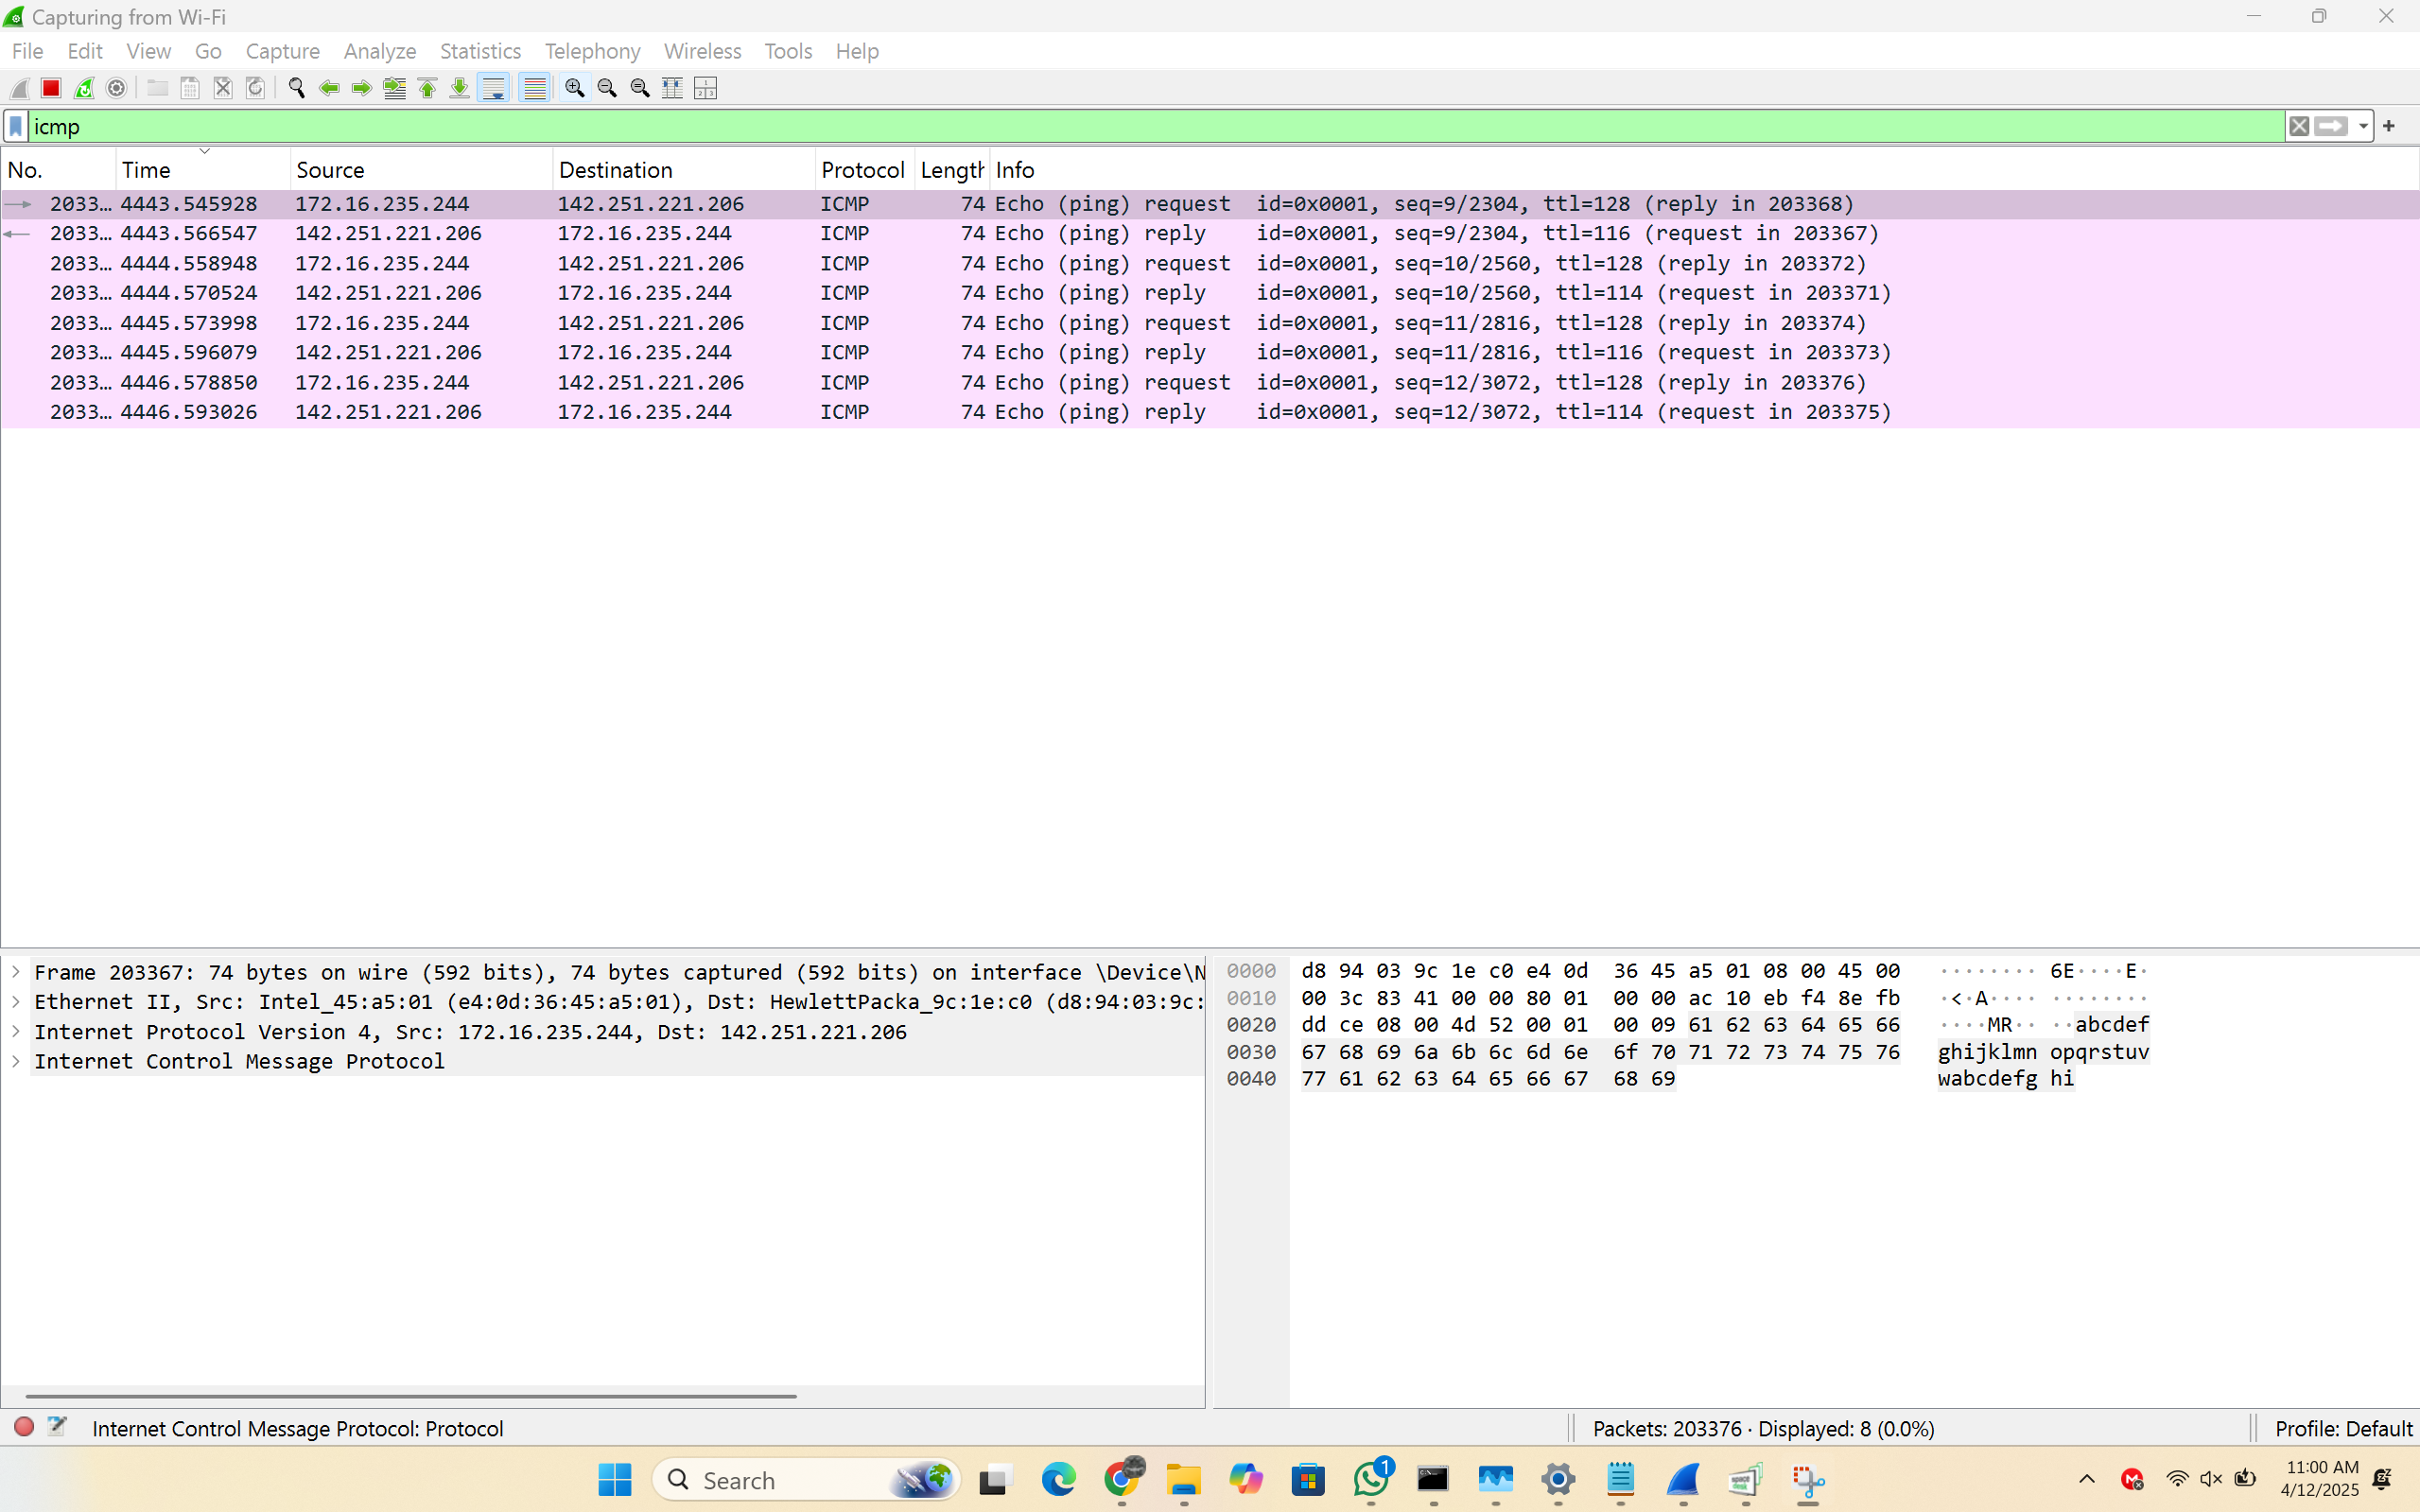 Capturing from Wi-Fi
File Edit View Go Capture Analyze Statistics Telephony Wireless Tools Help
icmp
No. Time Source Destination Protocol Length Info
2033… 4443.545928 172.16.235.244 142.251.221.206 ICMP 74 Echo (ping) request id=0x0001, seq=9/2304, ttl=128 (reply in 203368)
2033… 4443.566547 142.251.221.206 172.16.235.244 ICMP 74 Echo (ping) reply id=0x0001, seq=9/2304, ttl=116 (request in 203367)
2033… 4444.558948 172.16.235.244 142.251.221.206 ICMP 74 Echo (ping) request id=0x0001, seq=10/2560, ttl=128 (reply in 203372)
2033… 4444.570524 142.251.221.206 172.16.235.244 ICMP 74 Echo (ping) reply id=0x0001, seq=10/2560, ttl=114 (request in 203371)
2033… 4445.573998 172.16.235.244 142.251.221.206 ICMP 74 Echo (ping) request id=0x0001, seq=11/2816, ttl=128 (reply in 203374)
2033… 4445.596079 142.251.221.206 172.16.235.244 ICMP 74 Echo (ping) reply id=0x0001, seq=11/2816, ttl=116 (request in 203373)
2033… 4446.578850 172.16.235.244 142.251.221.206 ICMP 74 Echo (ping) request id=0x0001, seq=12/3072, ttl=128 (reply in 203376)
2033… 4446.593026 142.251.221.206 172.16.235.244 ICMP 74 Echo (ping) reply id=0x0001, seq=12/3072, ttl=114 (request in 203375)
Frame 203367: 74 bytes on wire (592 bits), 74 bytes captured (592 bits) on interface \Device\N
Ethernet II, Src: Intel_45:a5:01 (e4:0d:36:45:a5:01), Dst: HewlettPacka_9c:1e:c0 (d8:94:03:9c:
Internet Protocol Version 4, Src: 172.16.235.244, Dst: 142.251.221.206
Internet Control Message Protocol
0000 d8 94 03 9c 1e c0 e4 0d 36 45 a5 01 08 00 45 00 ········ 6E····E·
0010 00 3c 83 41 00 00 80 01 00 00 ac 10 eb f4 8e fb ·<·A···· ········
0020 dd ce 08 00 4d 52 00 01 00 09 61 62 63 64 65 66 ····MR·· ··abcdef
0030 67 68 69 6a 6b 6c 6d 6e 6f 70 71 72 73 74 75 76 ghijklmn opqrstuv
0040 77 61 62 63 64 65 66 67 68 69 wabcdefg hi
Internet Control Message Protocol: Protocol
Packets: 203376 · Displayed: 8 (0.0%)
Profile: Default
Search
1
11:00 AM
4/12/2025